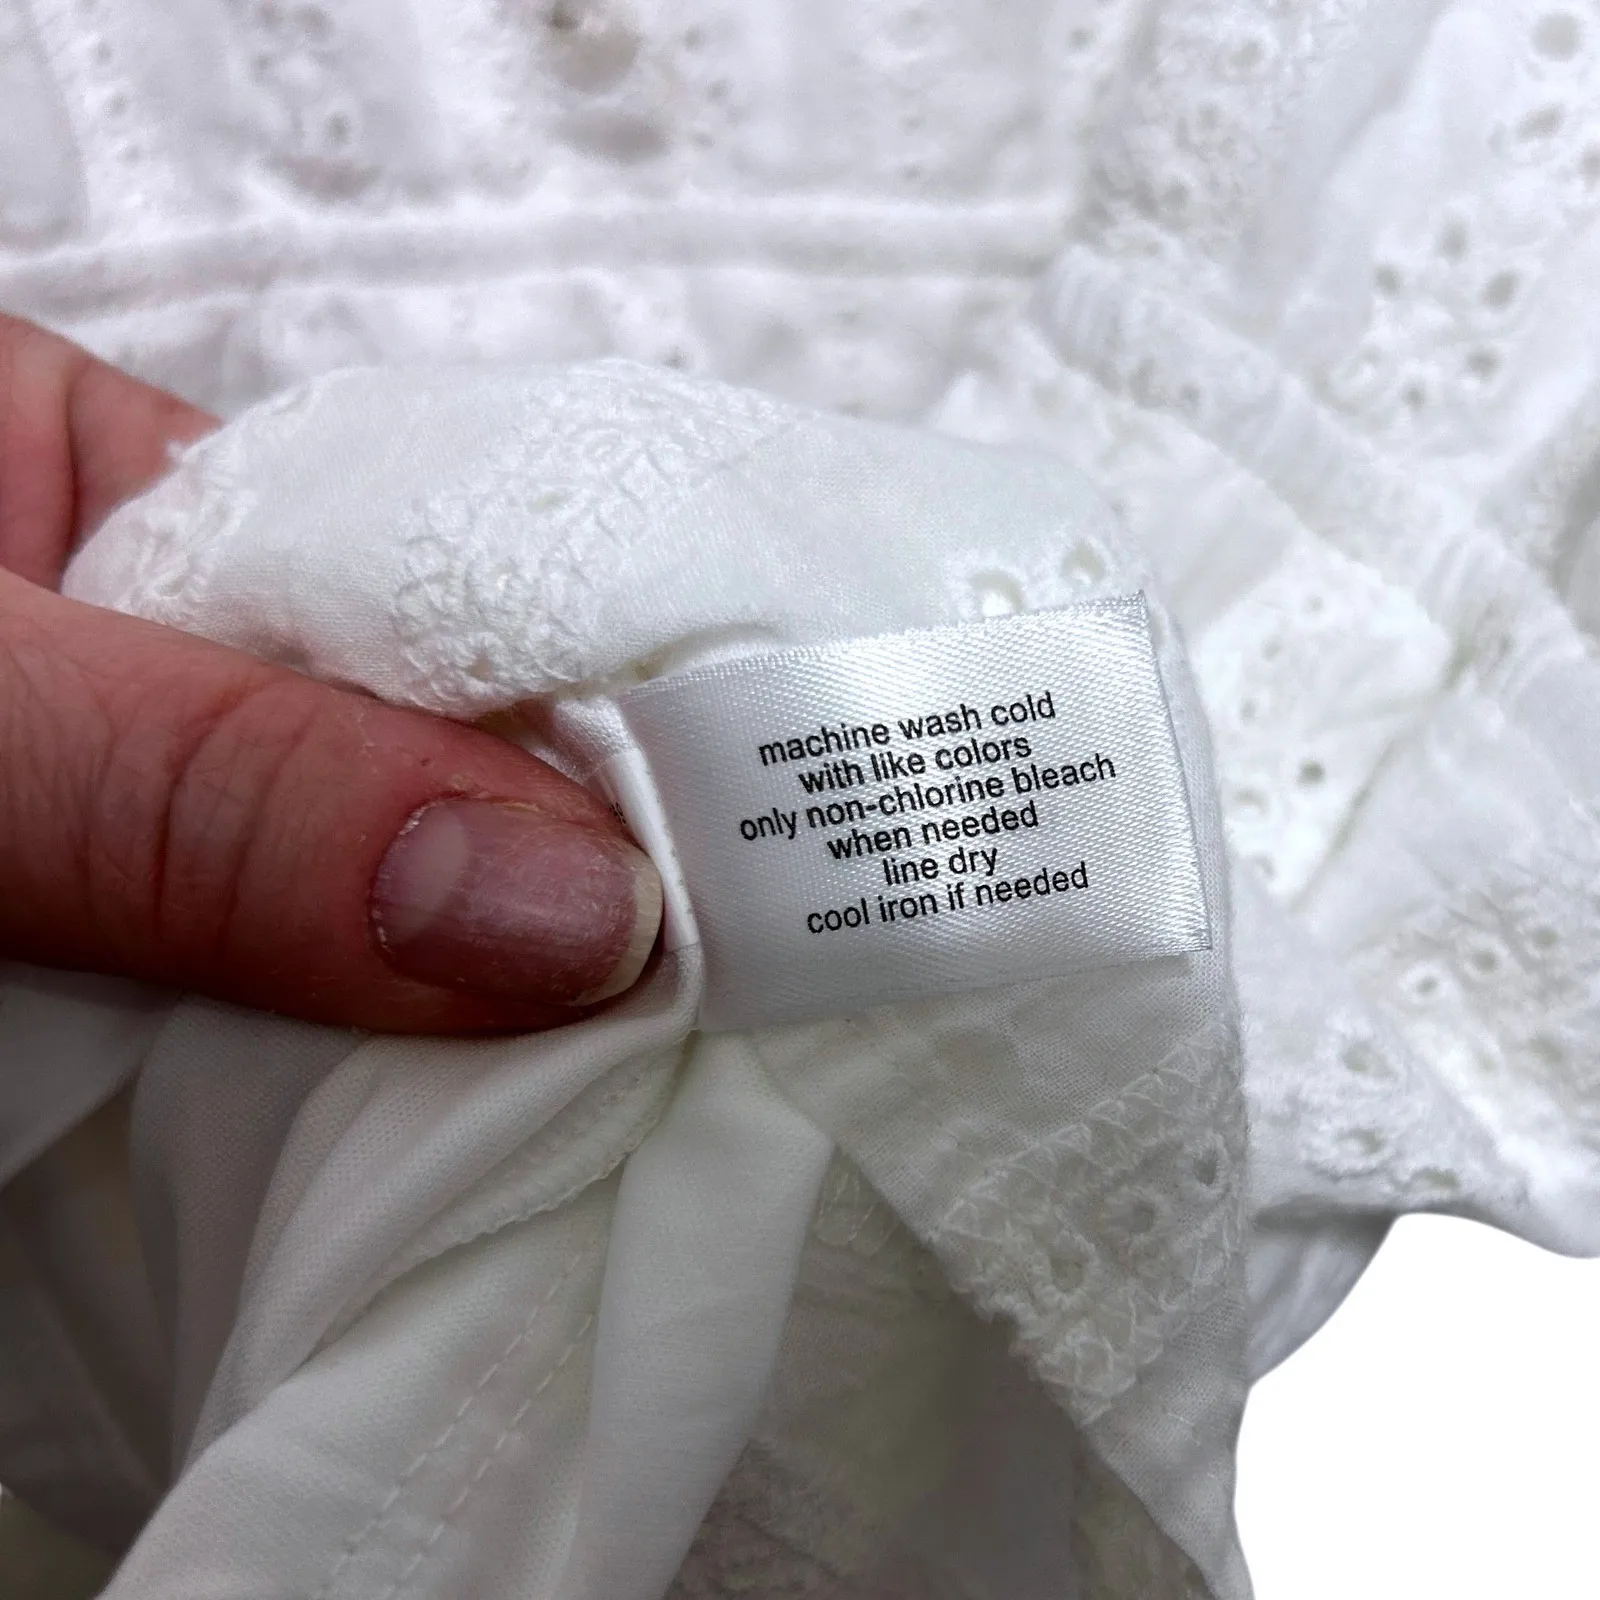 machine wash cold
with like colors
only non-chlorine bleach
when needed
line dry
cool iron if needed